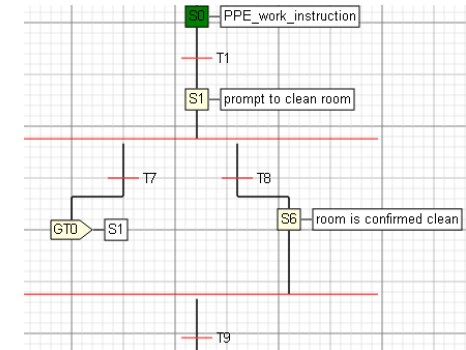 S0 PPE_work_instruction
T1
S1 prompt to clean room
T7 T8
GT0 S1 S6 room is confirmed clean
T9